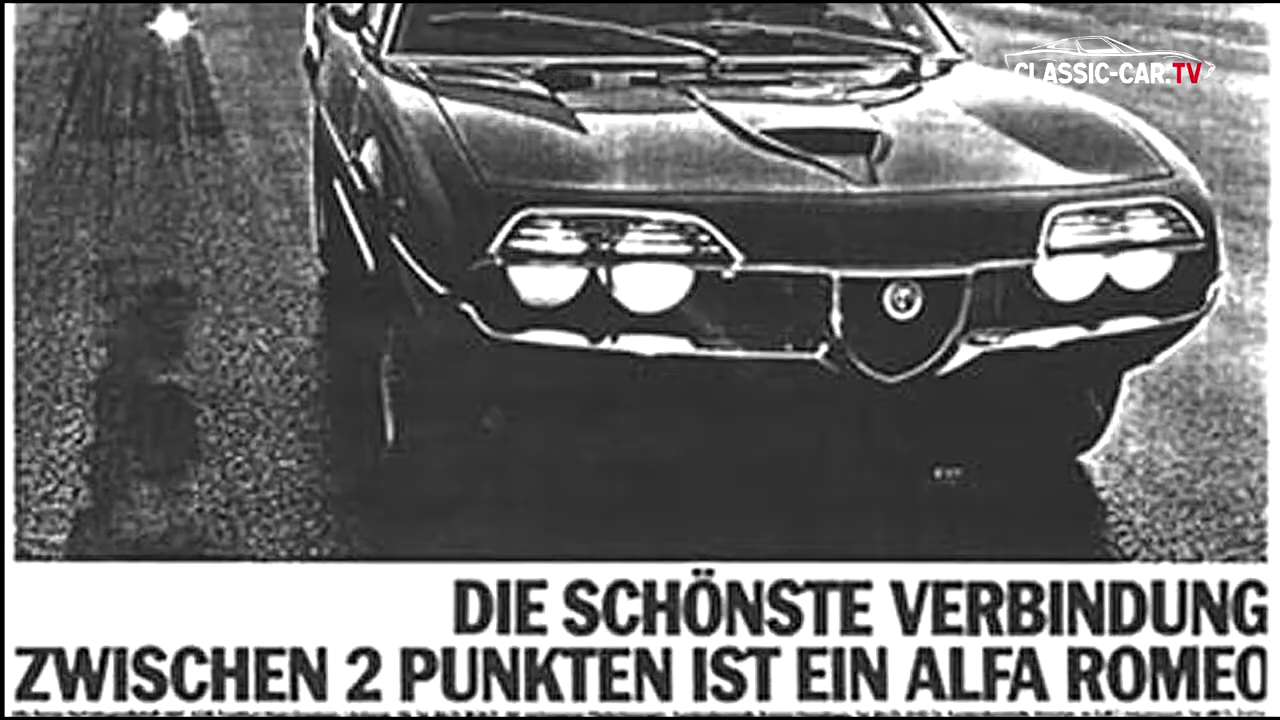 CLASSIC-CAR.TV
DIE SCHÖNSTE VERBINDUNG
ZWISCHEN 2 PUNKTEN IST EIN ALFA ROMEO